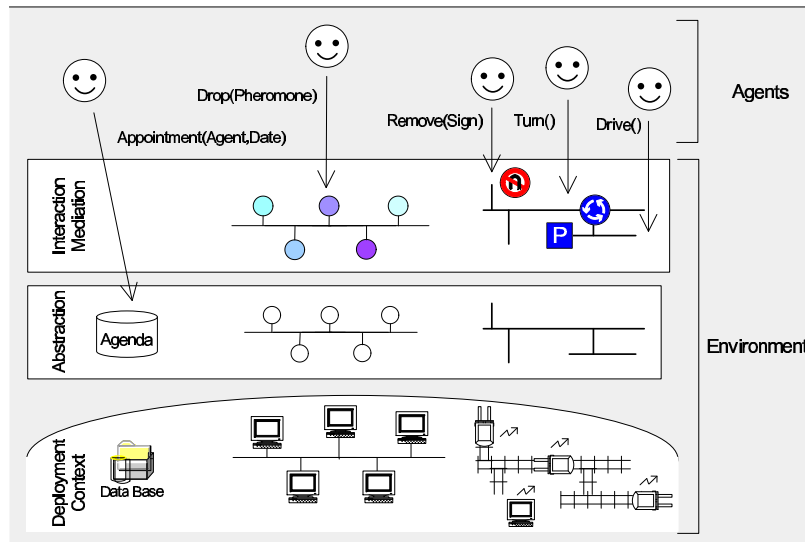 Drop(Pheromone)
Appointment(Agent,Date)
Remove(Sign)
Turn()
Drive()
Agents
Interaction
Mediation
P
Abstraction
Agenda
Environment
Deployment
Context
Data Base